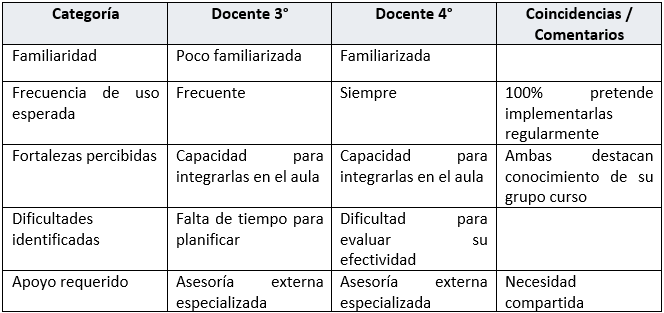 Categoría
Docente 3°
Docente 4°
Coincidencias /
Comentarios
Familiaridad
Poco familiarizada
Familiarizada
Frecuencia de uso
esperada
Frecuente
Siempre
100% pretende
implementarlas
regularmente
Fortalezas percibidas
Capacidad para
integrarlas en el aula
Capacidad para
integrarlas en el aula
Ambas destacan
conocimiento de su
grupo curso
Dificultades
identificadas
Falta de tiempo para
planificar
Dificultad para
evaluar su
efectividad
Apoyo requerido
Asesoría externa
especializada
Asesoría externa
especializada
Necesidad
compartida